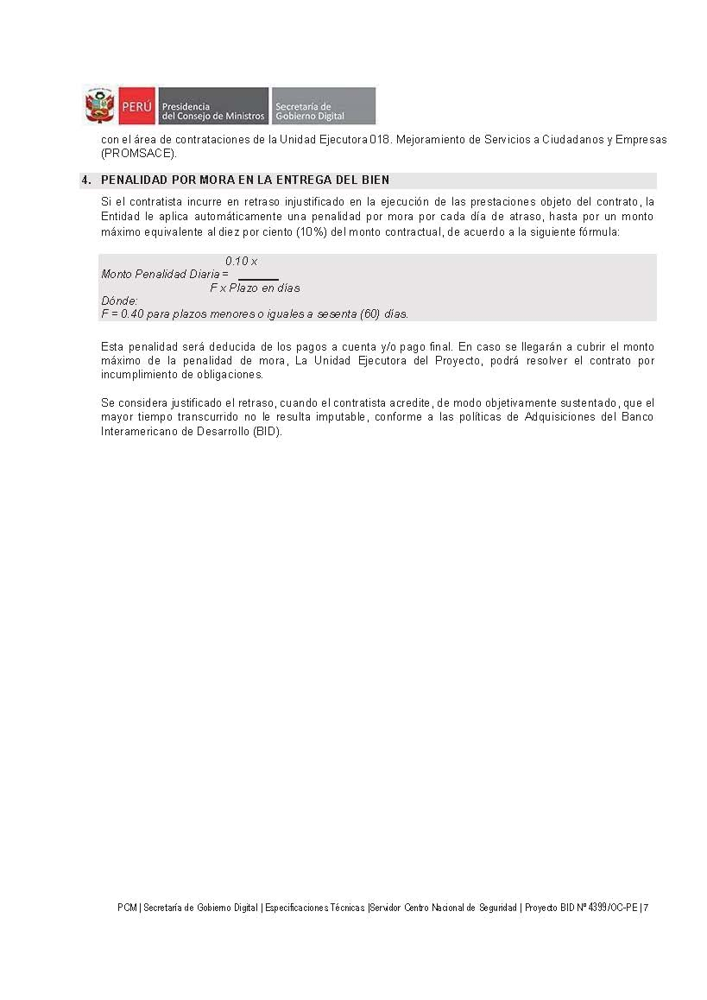 PERÚ
Presidencia
del Consejo de Ministros
Secretaría de
Gobierno Digital
con el área de contrataciones de la Unidad Ejecutora 018. Mejoramiento de Servicios a Ciudadanos y Empresas
(PROMSACE).
4. PENALIDAD POR MORA EN LA ENTREGA DEL BIEN
Si el contratista incurre en retraso injustificado en la ejecución de las prestaciones objeto del contrato, la
Entidad le aplica automáticamente una penalidad por mora por cada día de atraso, hasta por un monto
máximo equivalente al diez por ciento (10%) del monto contractual, de acuerdo a la siguiente fórmula:
0.10 x
Monto Penalidad Diaria =
F x Plazo en días
Dónde:
F = 0.40 para plazos menores o iguales a sesenta (60) días.
Esta penalidad será deducida de los pagos a cuenta y/o pago final. En caso se llegarán a cubrir el monto
máximo de la penalidad de mora, La Unidad Ejecutora del Proyecto, podrá resolver el contrato por
incumplimiento de obligaciones.
Se considera justificado el retraso, cuando el contratista acredite, de modo objetivamente sustentado, que el
mayor tiempo transcurrido no le resulta imputable, conforme a las políticas de Adquisiciones del Banco
Interamericano de Desarrollo (BID).
PCM | Secretaría de Gobierno Digital | Especificaciones Técnicas |Servidor Centro Nacional de Seguridad | Proyecto BID Nº 4399/OC-PE | 7